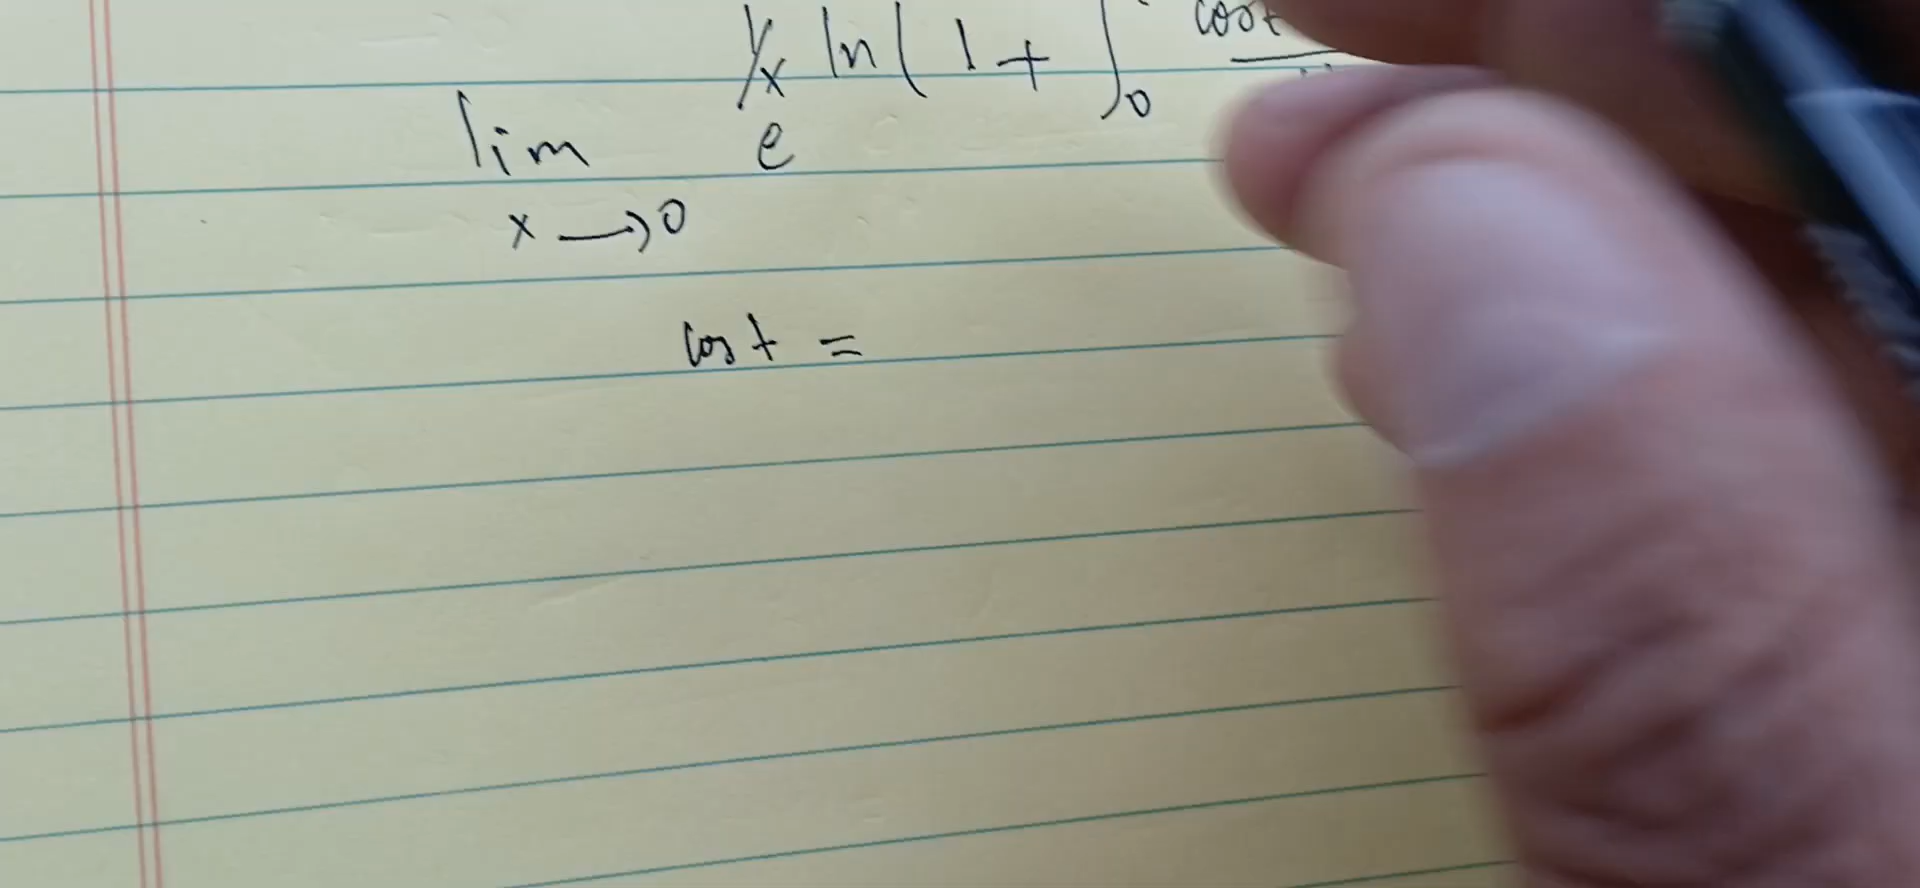 1/x ln( 1 + ∫0 cost
lim e
x → 0
cos t =